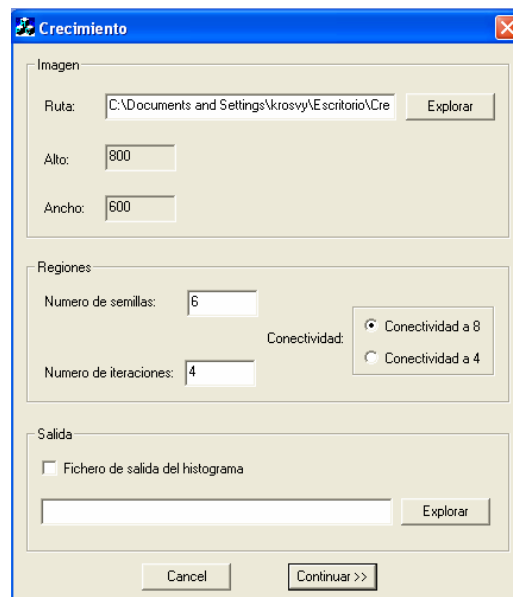 Crecimiento
Imagen
Ruta: C:\Documents and Settings\krosvy\Escritorio\Cre Explorar
Alto: 800
Ancho: 600
Regiones
Numero de semillas: 6
Conectividad: Conectividad a 8
Conectividad a 4
Numero de iteraciones: 4
Salida
Fichero de salida del histograma
Explorar
Cancel Continuar >>